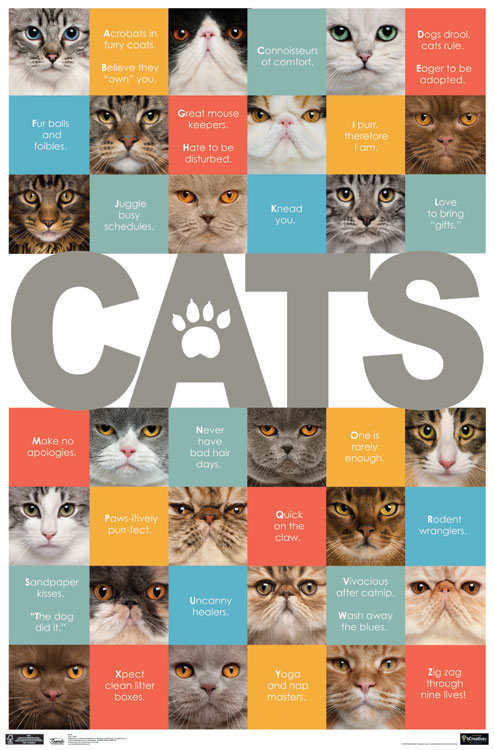 Acrobats in
furry coats.
Believe they
"own" you.
Connoisseurs
of comfort.
Dogs drool,
cats rule.
Eager to be
adopted.
Fur balls
and
foibles.
Great mouse
keepers.
Hate to be
disturbed.
I purr,
therefore
I am.
Juggle
busy
schedules.
Knead
you.
Love
to bring
"gifts."
CATS
Make no
apologies.
Never
have
bad hair
days.
One is
rarely
enough.
Paws-itively
purr-fect.
Quick
on the
claw.
Rodent
wranglers.
Sandpaper
kisses.
"The dog
did it."
Uncanny
healers.
Vivacious
after catnip.
Wash away
the blues.
Xpect
clean litter
boxes.
Yoga
and nap
masters.
Zig zag
through
nine lives!
FSC
Trends
bCreative